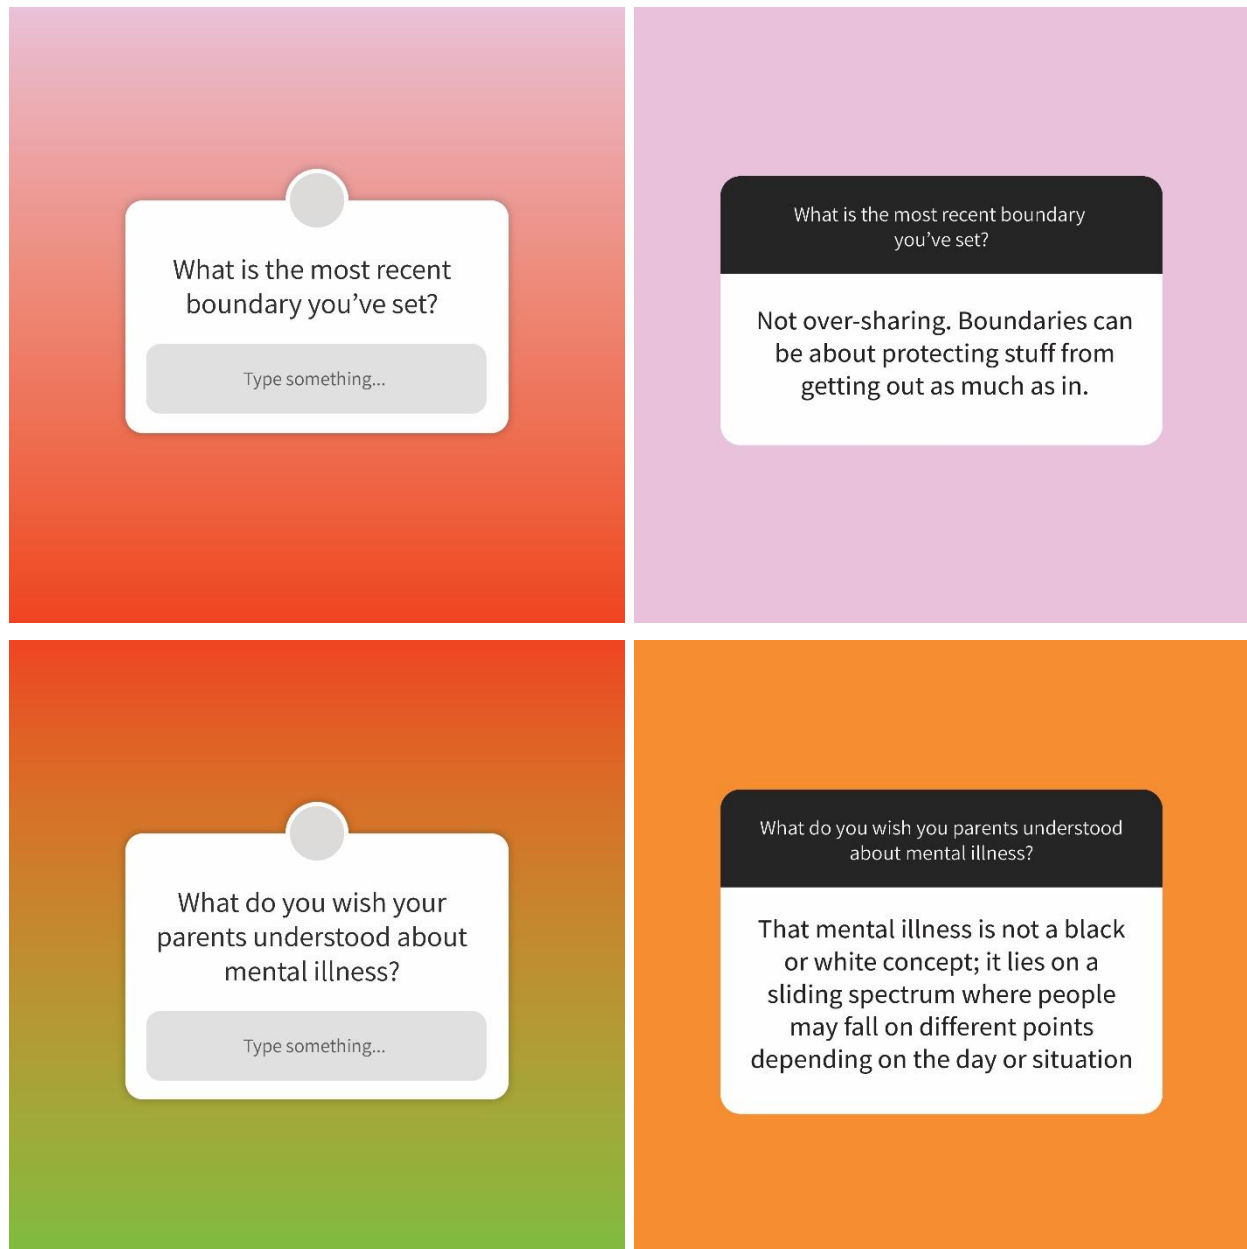 What is the most recent
boundary you've set?
Type something...
What is the most recent boundary
you've set?
Not over-sharing. Boundaries can
be about protecting stuff from
getting out as much as in.
What do you wish your
parents understood about
mental illness?
Type something...
What do you wish you parents understood
about mental illness?
That mental illness is not a black
or white concept; it lies on a
sliding spectrum where people
may fall on different points
depending on the day or situation